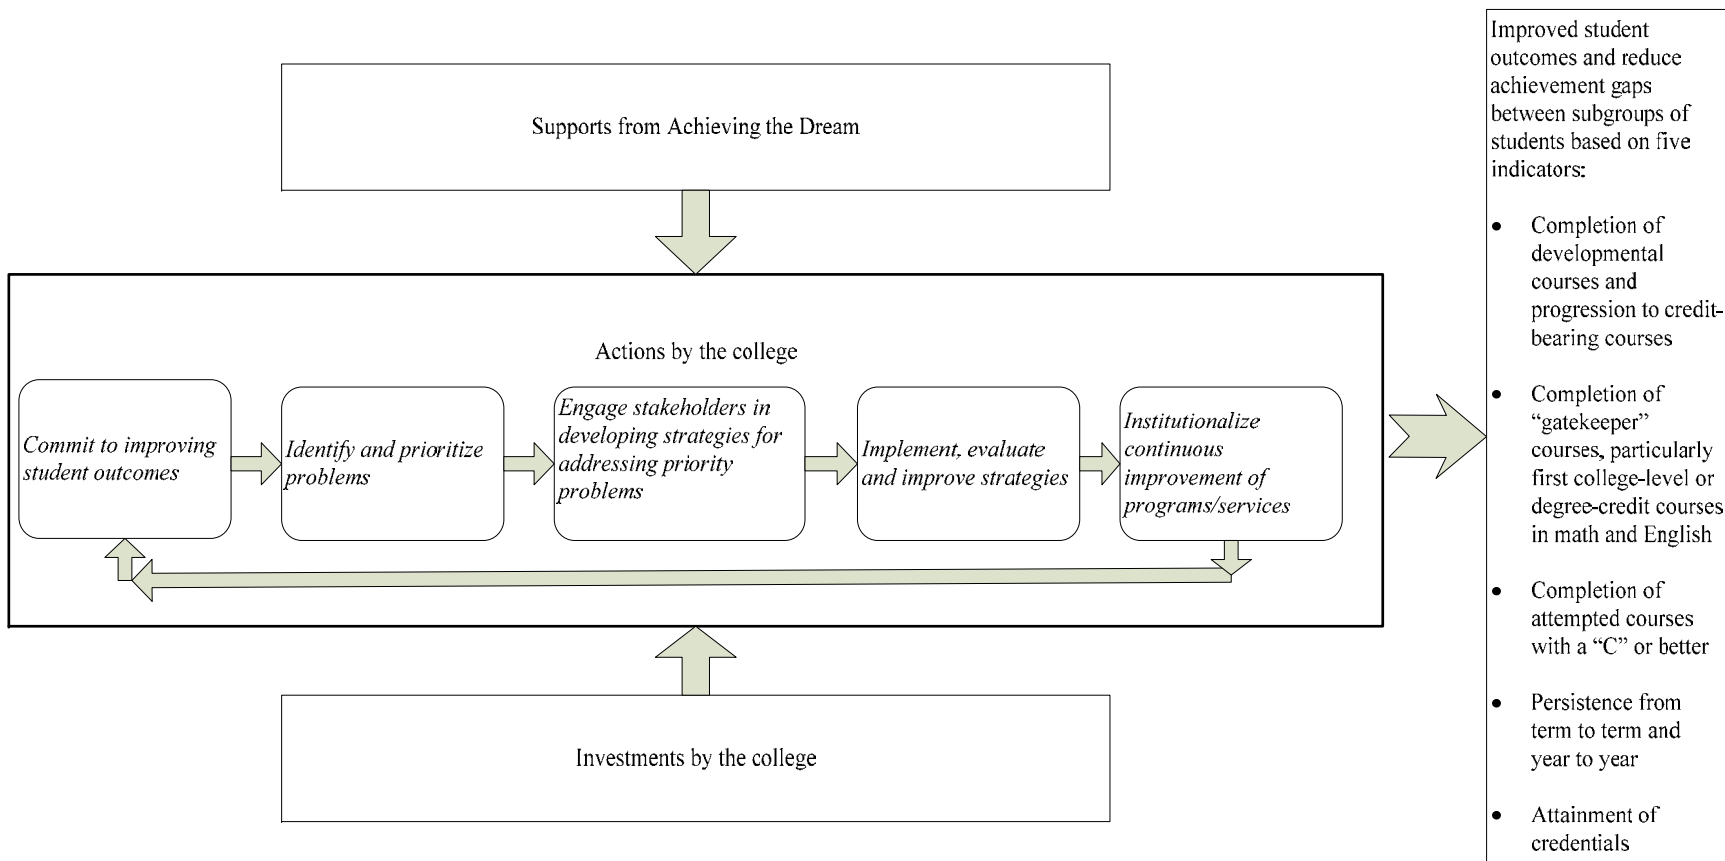 Supports from Achieving the Dream
Actions by the college
Commit to improving
student outcomes
Identify and prioritize
problems
Engage stakeholders in
developing strategies for
addressing priority
problems
Implement, evaluate
and improve strategies
Institutionalize
continuous
improvement of
programs/services
Investments by the college
Improved student
outcomes and reduce
achievement gaps
between subgroups of
students based on five
indicators:
• Completion of
developmental
courses and
progression to credit-
bearing courses
• Completion of
“gatekeeper”
courses, particularly
first college-level or
degree-credit courses
in math and English
• Completion of
attempted courses
with a “C” or better
• Persistence from
term to term and
year to year
• Attainment of
credentials